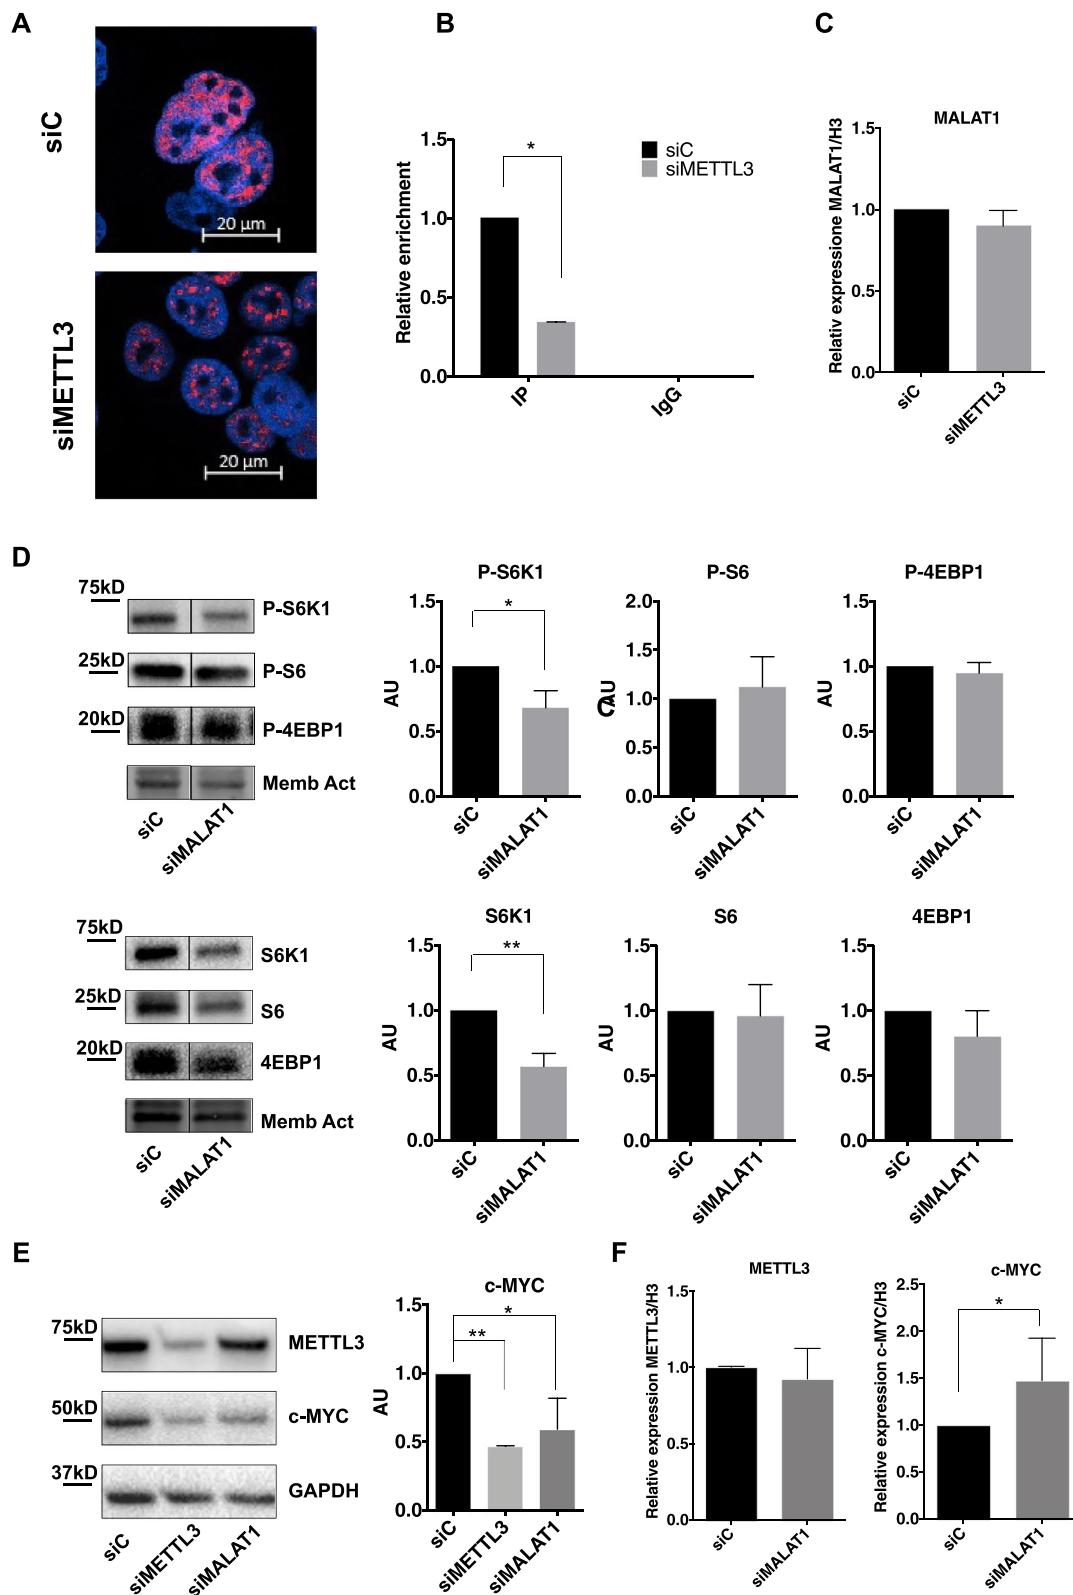 A
siC
20 µm
siMETTL3
20 µm
B
Relative enrichment
1.5
1.0
0.5
0.0
*
siC
siMETTL3
IP
IgG
C
MALAT1
Relativ expressione MALAT1/H3
1.5
1.0
0.5
0.0
siC
siMETTL3
D
75kD
P-S6K1
25kD
P-S6
20kD
P-4EBP1
Memb Act
siC
siMALAT1
P-S6K1
AU
1.5
1.0
0.5
0.0
*
siC
siMALAT1
P-S6
C
AU
2.0
1.5
1.0
0.5
0.0
siC
siMALAT1
P-4EBP1
AU
1.5
1.0
0.5
0.0
siC
siMALAT1
75kD
S6K1
25kD
S6
20kD
4EBP1
Memb Act
siC
siMALAT1
S6K1
AU
1.5
1.0
0.5
0.0
**
siC
siMALAT1
S6
AU
1.5
1.0
0.5
0.0
siC
siMALAT1
4EBP1
AU
1.5
1.0
0.5
0.0
siC
siMALAT1
E
75kD
METTL3
50kD
c-MYC
37kD
GAPDH
siC
siMETTL3
siMALAT1
c-MYC
AU
1.5
1.0
0.5
0.0
*
**
siC
siMETTL3
siMALAT1
F
METTL3
Relative expression METTL3/H3
1.5
1.0
0.5
0.0
siC
siMALAT1
c-MYC
Relative expression c-MYC/H3
2.5
2.0
1.5
1.0
0.5
0.0
*
siC
siMALAT1